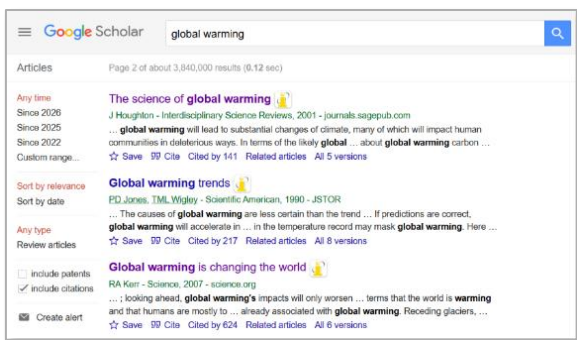 Google Scholar
global warming
Articles
Page 2 of about 3,840,000 results (0.12 sec)
Any time
Since 2026
Since 2025
Since 2022
Custom range...
Sort by relevance
Sort by date
Any type
Review articles
include patents
include citations
Create alert
The science of global warming
J Houghton - Interdisciplinary Science Reviews, 2001 - journals.sagepub.com
... global warming will lead to substantial changes of climate, many of which will impact human
communities in deleterious ways. In terms of the likely global ... about global warming carbon ...
Save Cite Cited by 141 Related articles All 5 versions
Global warming trends
PD Jones, TML Wigley - Scientific American, 1990 - JSTOR
... The causes of global warming are less certain than the trend ... If predictions are correct,
global warming will accelerate in ... in the temperature record may mask global warming. Here ...
Save Cite Cited by 217 Related articles All 8 versions
Global warming is changing the world
RA Kerr - Science, 2007 - science.org
... ; looking ahead, global warming's impacts will only worsen ... terms that the world is warming
and that humans are mostly to ... already associated with global warming. Receding glaciers, ...
Save Cite Cited by 624 Related articles All 6 versions